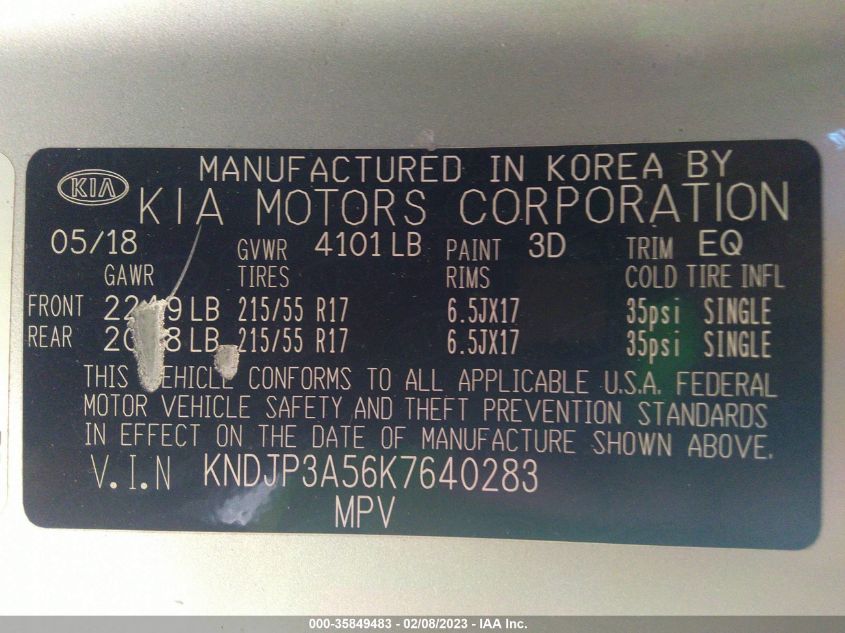 MANUFACTURED IN KOREA BY
KIA
KIA MOTORS CORPORATION
05/18 GVWR 4101 LB PAINT 3D TRIM EQ
GAWR TIRES RIMS COLD TIRE INFL
FRONT LB 215/55 R17 6.5JX17 35psi SINGLE
REAR LB 215/55 R17 6.5JX17 35psi SINGLE
THIS VEHICLE CONFORMS TO ALL APPLICABLE U.S.A. FEDERAL
MOTOR VEHICLE SAFETY AND THEFT PREVENTION STANDARDS
IN EFFECT ON THE DATE OF MANUFACTURE SHOWN ABOVE.
V.I.N KNDJP3A56K7640283
MPV
000-35849483 - 02/08/2023 - IAA Inc.